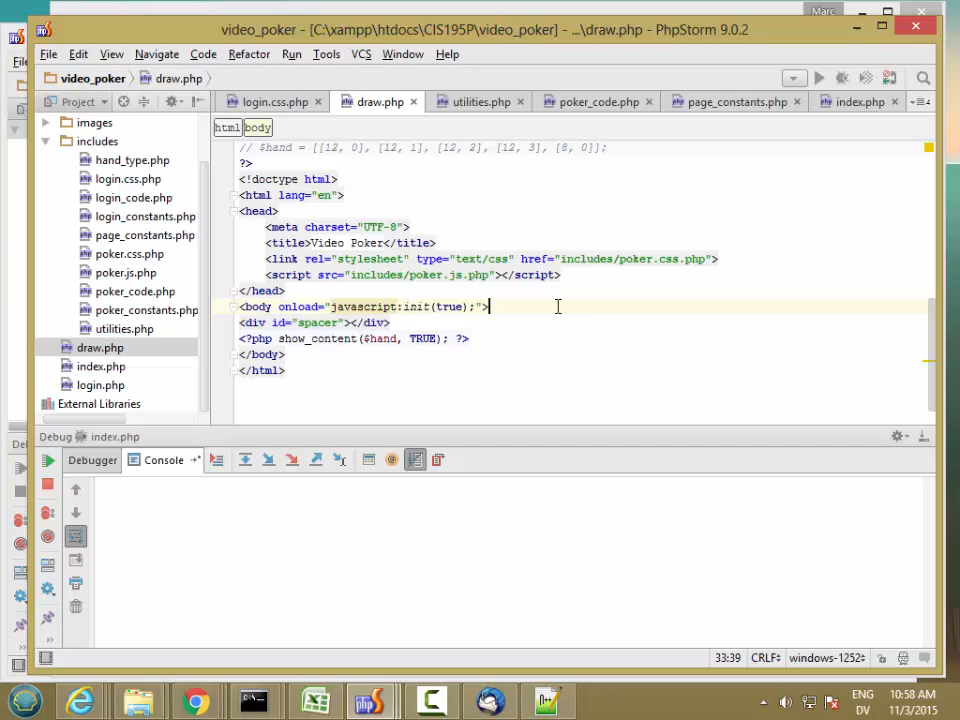 Marc
video_poker - [C:\xampp\htdocs\CIS195P\video_poker] - ...\draw.php - PhpStorm 9.0.2
File Edit View Navigate Code Refactor Run Tools VCS Window Help
video_poker draw.php
Project login.css.php draw.php utilities.php poker_code.php page_constants.php index.php
html body
images
includes
hand_type.php
login.css.php
login_code.php
login_constants.php
page_constants.php
poker.css.php
poker.js.php
poker_code.php
poker_constants.php
utilities.php
draw.php
index.php
login.php
External Libraries
// $hand = [[12, 0], [12, 1], [12, 2], [12, 3], [8, 0]];
?>
<!doctype html>
<html lang="en">
<head>
<meta charset="UTF-8">
<title>Video Poker</title>
<link rel="stylesheet" type="text/css" href="includes/poker.css.php">
<script src="includes/poker.js.php"></script>
</head>
<body onload="javascript:init(true);">
<div id="spacer"></div>
<?php show_content($hand, TRUE); ?>
</body>
</html>
Debug index.php
Debugger Console
33:39 CRLF windows-1252
ENG 10:58 AM
DV 11/3/2015